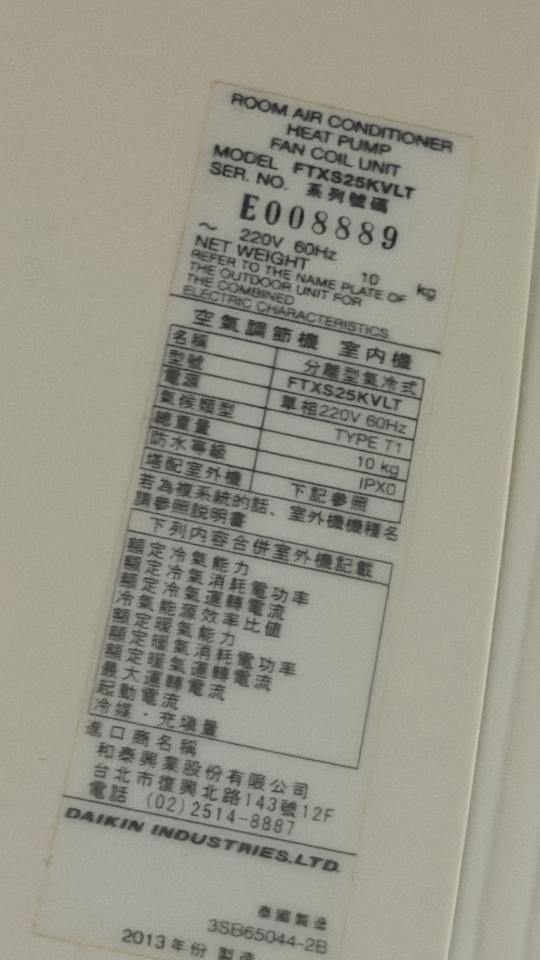 ROOM AIR CONDITIONER
HEAT PUMP
FAN COIL UNIT
MODEL FTXS25KVLT
SER. NO. 系列號碼
E008889
~ 220V 60Hz
NET WEIGHT 10 kg
REFER TO THE NAME PLATE OF
THE OUTDOOR UNIT FOR
THE COMBINED
ELECTRIC CHARACTERISTICS
空氣調節機 室內機
名稱 分離型氣冷式
型號 FTXS25KVLT
電源 單相220V 60Hz
氣候類型 TYPE T1
總重量 10 kg
防水等級 IPX0
搭配室外機 下記參照
若為複系統的話、室外機機種名
請參照說明書
下列內容合併室外機記載
額定冷氣能力
額定冷氣消耗電功率
額定冷氣運轉電流
冷氣能源效率比值
額定暖氣能力
額定暖氣消耗電功率
額定暖氣運轉電流
最大運轉電流
起動電流
冷媒・充填量
進口商名稱
和泰興業股份有限公司
台北市復興北路143號12F
電話 (02)2514-8887
DAIKIN INDUSTRIES.LTD.
泰國製造
3SB65044-2B
2013年份 製造